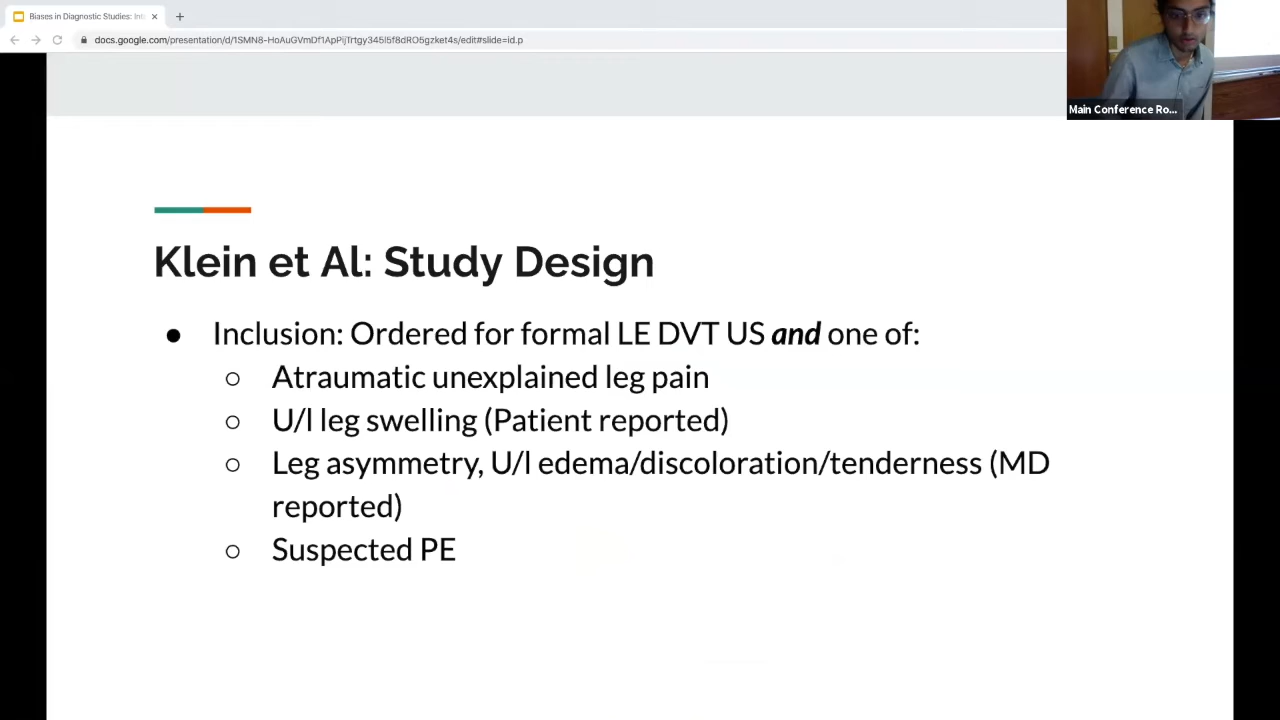 Biases in Diagnostic Studies: Int
docs.google.com/presentation/d/1SMN8-HoAuGVmDf1ApPijTrtgy345I5f8dRO5gzket4s/edit#slide=id.p
Main Conference Ro...
Klein et Al: Study Design
● Inclusion: Ordered for formal LE DVT US and one of:
○ Atraumatic unexplained leg pain
○ U/l leg swelling (Patient reported)
○ Leg asymmetry, U/l edema/discoloration/tenderness (MD
reported)
○ Suspected PE